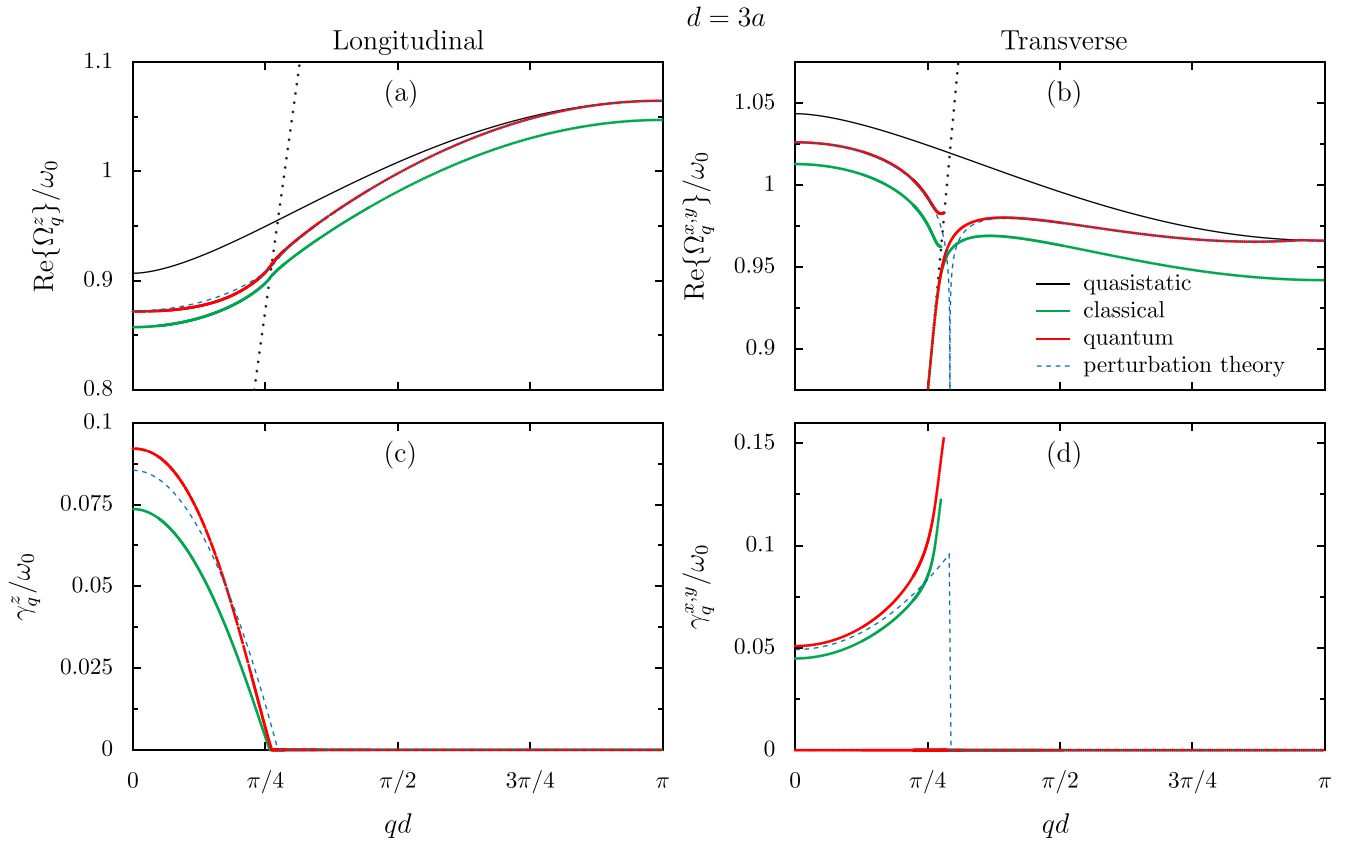 d = 3a
Longitudinal
Transverse
(a)
Re{Ω_q^z}/ω_0
1.1
1
0.9
0.8
(b)
Re{Ω_q^{x,y}}/ω_0
1.05
1
0.95
0.9
quasistatic
classical
quantum
perturbation theory
(c)
γ_q^z/ω_0
0.1
0.075
0.05
0.025
0
0 π/4 π/2 3π/4 π
qd
(d)
γ_q^{x,y}/ω_0
0.15
0.1
0.05
0
0 π/4 π/2 3π/4 π
qd